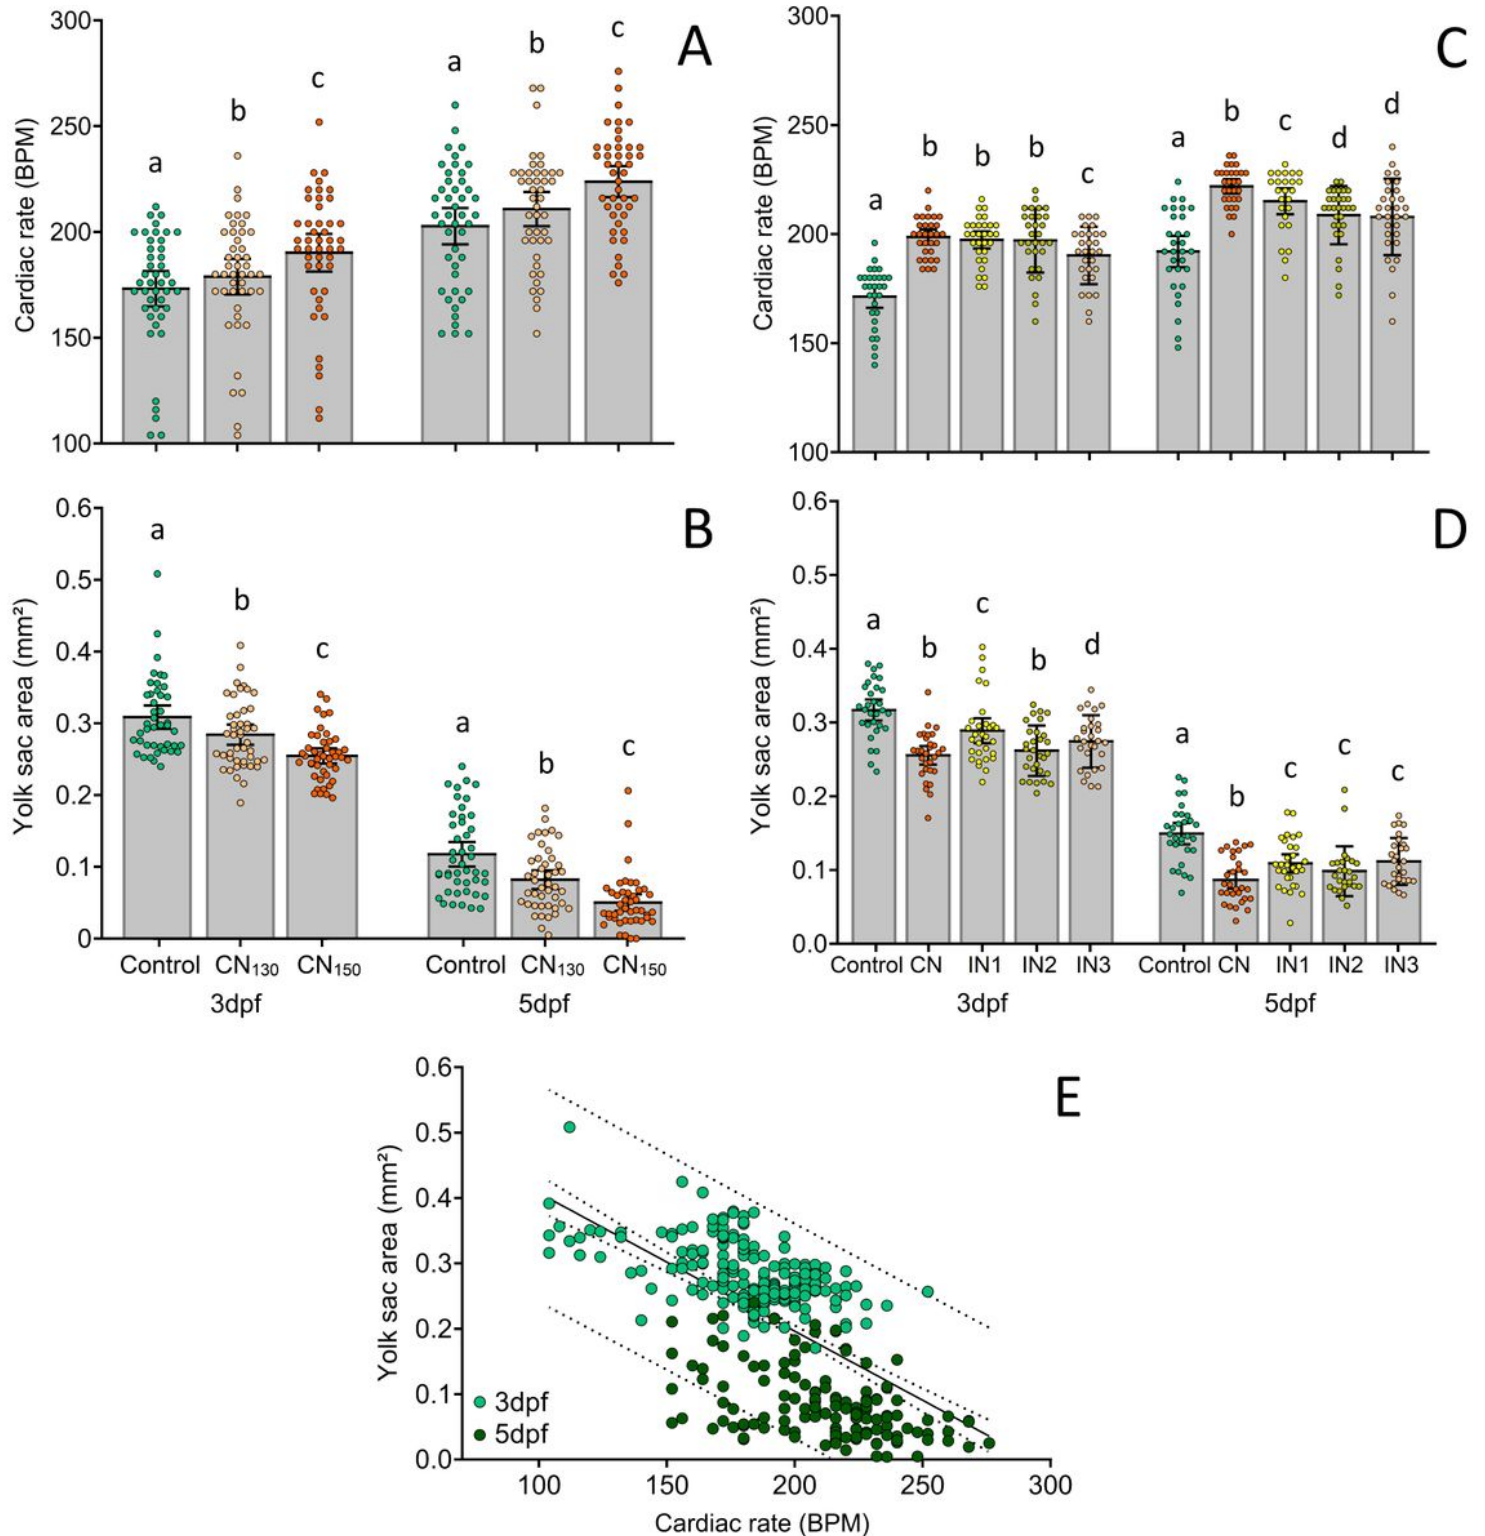 A
Cardiac rate (BPM)
300
250
200
150
100
a
b
c
a
b
c
C
Cardiac rate (BPM)
300
250
200
150
100
a
b
b
b
c
a
b
c
d
d
B
Yolk sac area (mm²)
0.6
0.5
0.4
0.3
0.2
0.1
0
a
b
c
a
b
c
Control CN₁₃₀ CN₁₅₀ Control CN₁₃₀ CN₁₅₀
3dpf 5dpf
D
Yolk sac area (mm²)
0.6
0.5
0.4
0.3
0.2
0.1
0.0
a
b
c
b
d
a
b
c
c
c
Control CN IN1 IN2 IN3 Control CN IN1 IN2 IN3
3dpf 5dpf
E
Yolk sac area (mm²)
0.6
0.5
0.4
0.3
0.2
0.1
0.0
3dpf
5dpf
100 150 200 250 300
Cardiac rate (BPM)